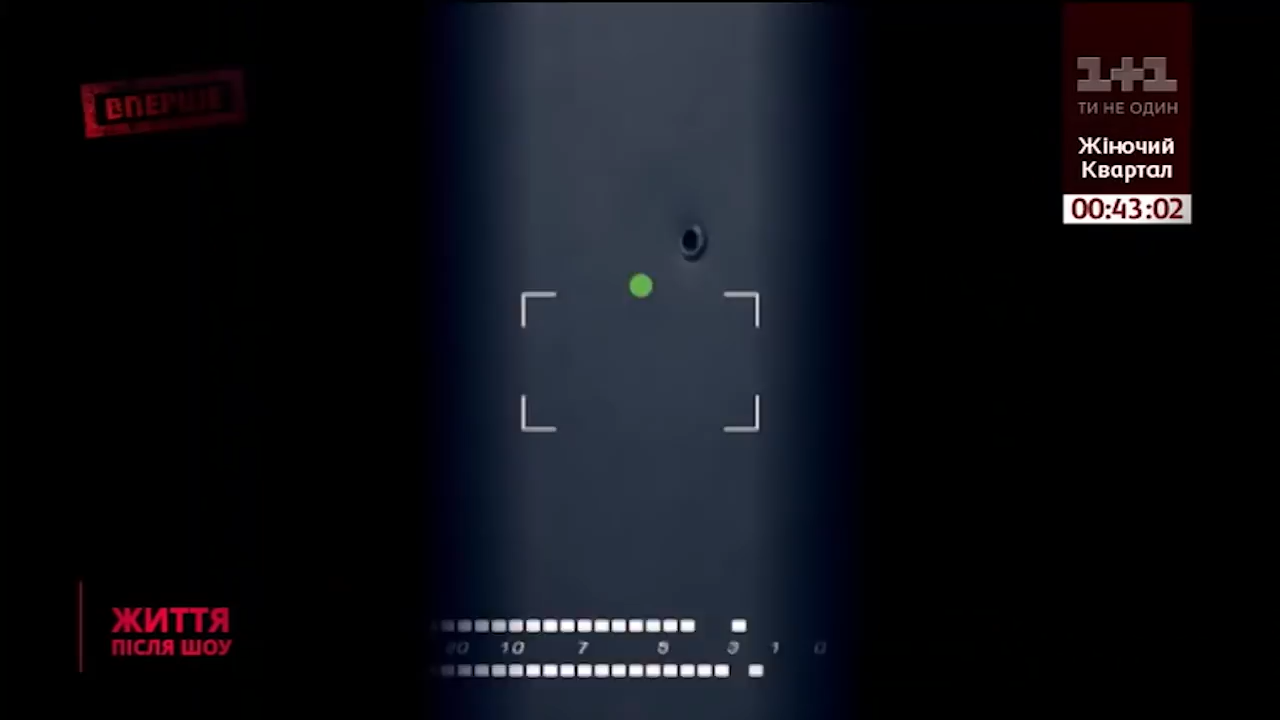 ВПЕРШЕ
1+1
ТИ НЕ ОДИН
Жіночий
Квартал
00:43:02
ЖИТТЯ
ПІСЛЯ ШОУ
10 7 5 3 1 0